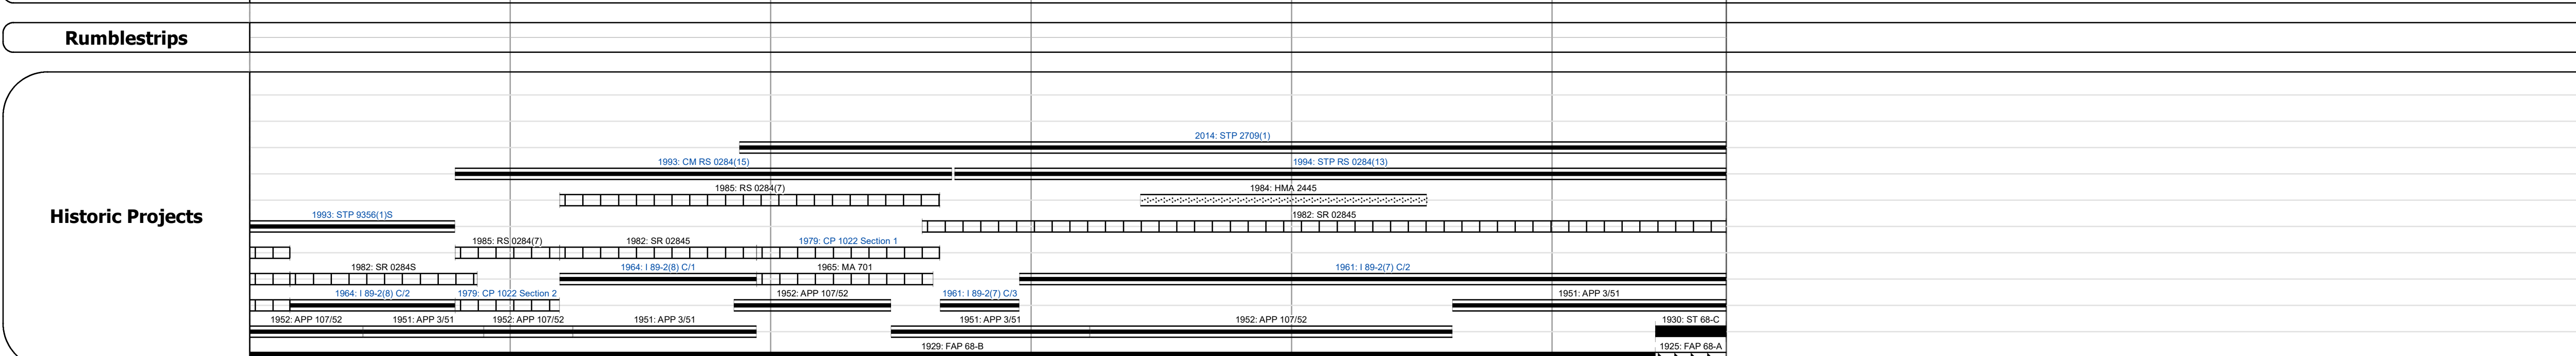 Rumblestrips
Historic Projects
2014: STP 2709(1)
1993: CM RS 0284(15) 1994: STP RS 0284(13)
1985: RS 0284(7) 1984: HMA 2445
1993: STP 9356(1)S 1982: SR 02845
1985: RS 0284(7) 1982: SR 02845 1979: CP 1022 Section 1
1982: SR 0284S 1964: I 89-2(8) C/1 1965: MA 701 1961: I 89-2(7) C/2
1964: I 89-2(8) C/2 1979: CP 1022 Section 2 1952: APP 107/52 1961: I 89-2(7) C/3 1951: APP 3/51
1952: APP 107/52 1951: APP 3/51 1952: APP 107/52 1951: APP 3/51 1951: APP 3/51 1952: APP 107/52 1930: ST 68-C
1929: FAP 68-B 1925: FAP 68-A